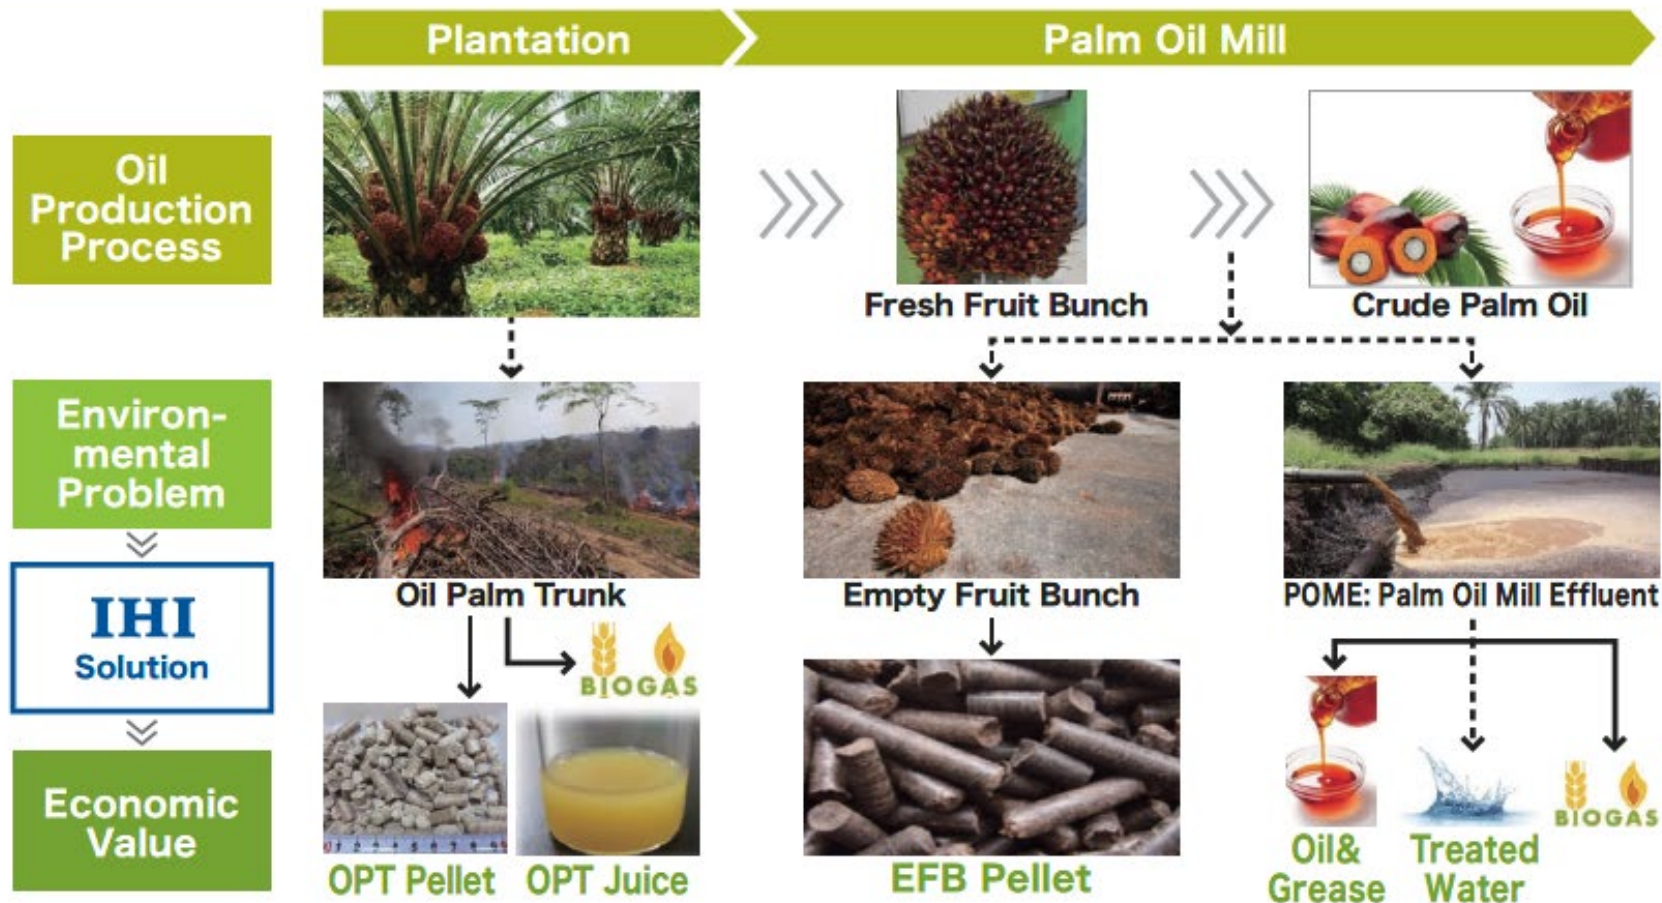 Plantation
Palm Oil Mill
Oil
Production
Process
Fresh Fruit Bunch
Crude Palm Oil
Environ-
mental
Problem
Oil Palm Trunk
Empty Fruit Bunch
POME: Palm Oil Mill Effluent
IHI
Solution
BIOGAS
Economic
Value
OPT Pellet
OPT Juice
EFB Pellet
Oil&
Grease
Treated
Water
BIOGAS